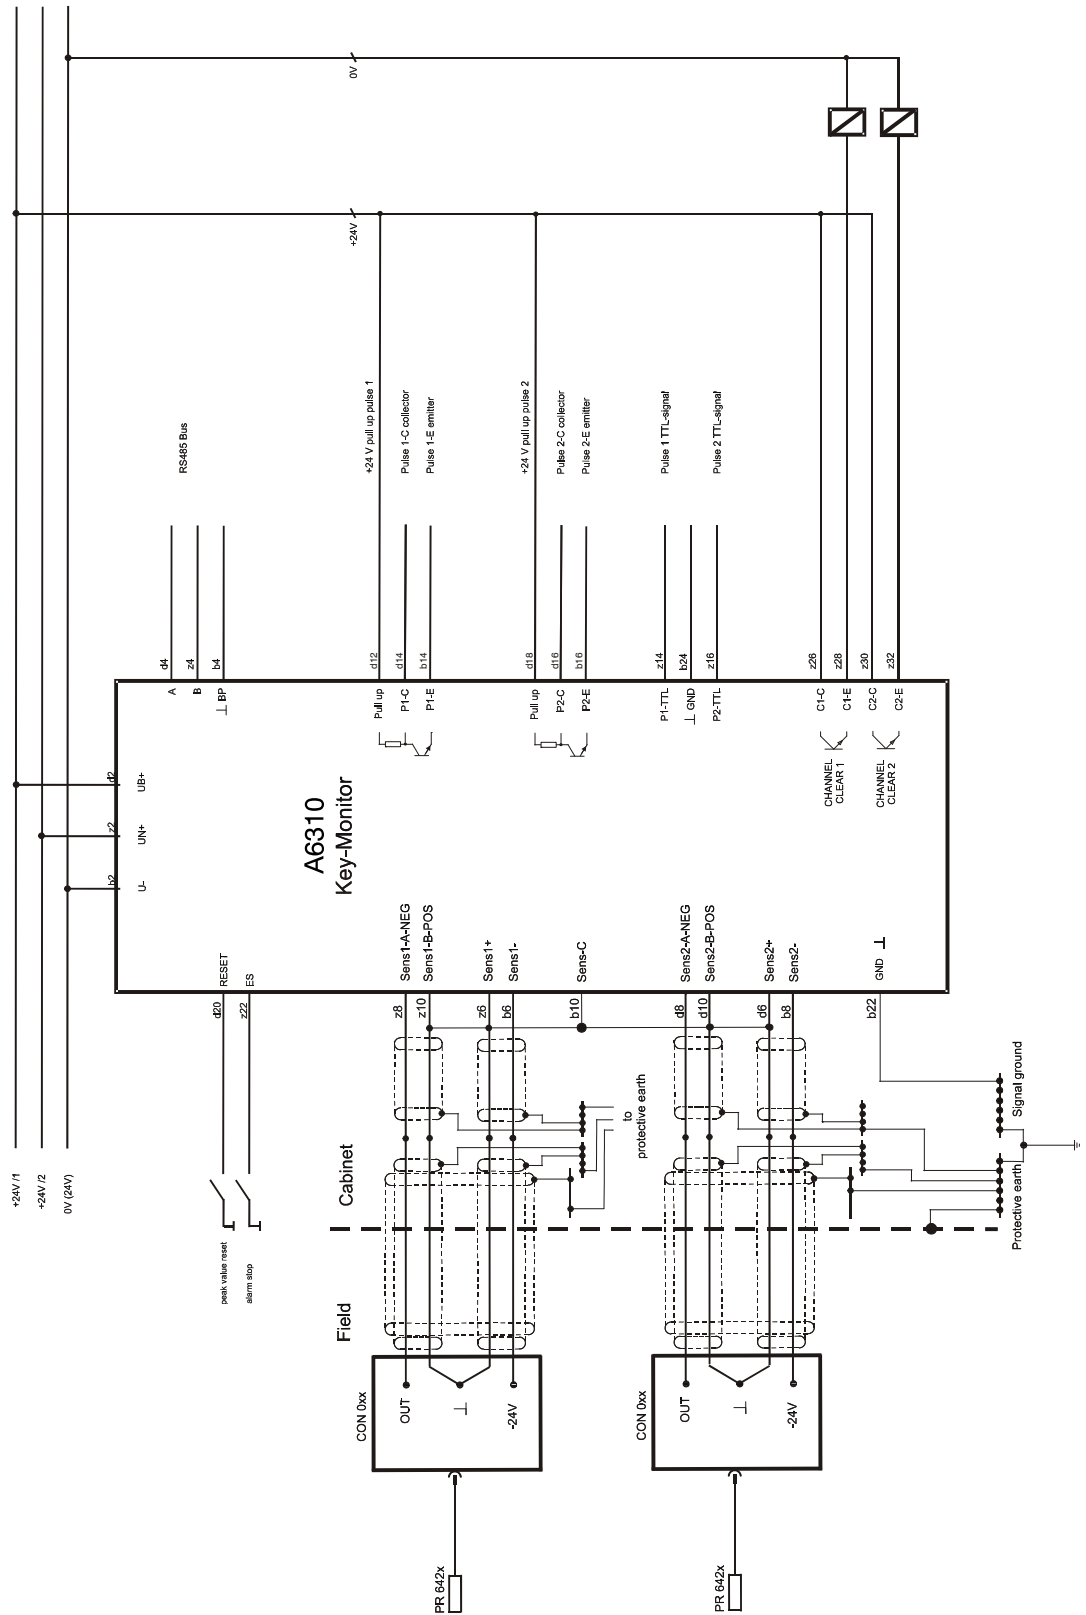 +24V /1
+24V /2
0V (24V)
0V
+24V
RS485 Bus
+24 V pull up pulse 1
Pulse 1-C collector
Pulse 1-E emitter
+24 V pull up pulse 2
Pulse 2-C collector
Pulse 2-E emitter
Pulse 1 TTL-signal
Pulse 2 TTL-signal
d4
z4
b4
d12
d14
b14
d18
d16
b16
z14
b24
z16
z26
z28
z30
z32
A
B
BP
Pull up
P1-C
P1-E
Pull up
P2-C
P2-E
P1-TTL
GND
P2-TTL
C1-C
C1-E
C2-C
C2-E
CHANNEL
CLEAR 1
CHANNEL
CLEAR 2
d2
z2
b2
UB+
UN+
U-
A6310
Key-Monitor
RESET
ES
Sens1-A-NEG
Sens1-B-POS
Sens1+
Sens1-
Sens-C
Sens2-A-NEG
Sens2-B-POS
Sens2+
Sens2-
GND
d20
z22
z8
z10
z6
b6
b10
d8
d10
d6
b8
b22
to
protective earth
Signal ground
Protective earth
Cabinet
Field
peak value reset
alarm stop
CON 0xx
OUT
-24V
CON 0xx
OUT
-24V
PR 642x
PR 642x